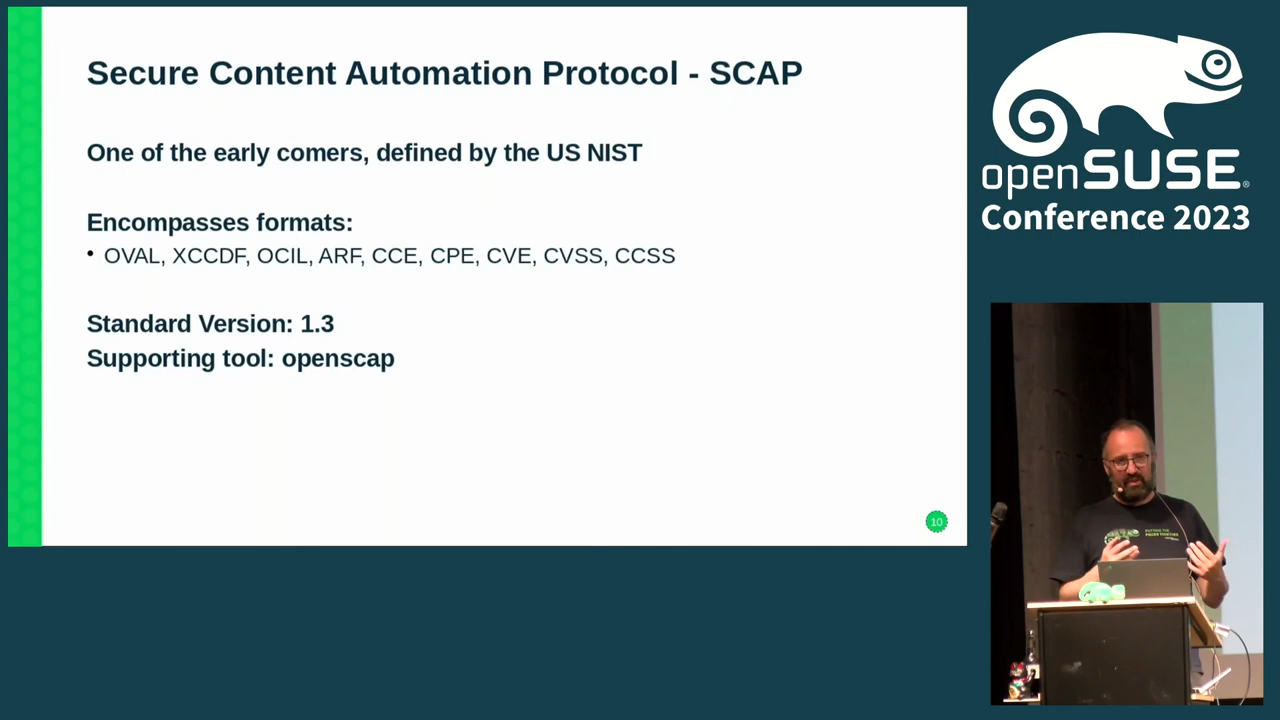 Secure Content Automation Protocol - SCAP
One of the early comers, defined by the US NIST
Encompasses formats:
• OVAL, XCCDF, OCIL, ARF, CCE, CPE, CVE, CVSS, CCSS
Standard Version: 1.3
Supporting tool: openscap
10
openSUSE®
Conference 2023